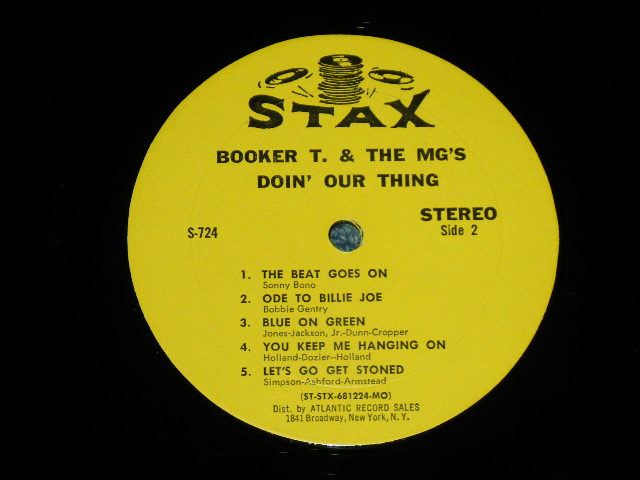 STAX
BOOKER T. & THE MG'S
DOIN' OUR THING
STEREO
S-724
Side 2
1. THE BEAT GOES ON
Sonny Bono
2. ODE TO BILLIE JOE
Bobbie Gentry
3. BLUE ON GREEN
Jones-Jackson, Jr.-Dunn-Cropper
4. YOU KEEP ME HANGING ON
Holland-Dozier--Holland
5. LET'S GO GET STONED
Simpson-Ashford-Armstead
(ST-STX-681224-MO)
Dist. by ATLANTIC RECORD SALES
1841 Broadway, New York, N. Y.